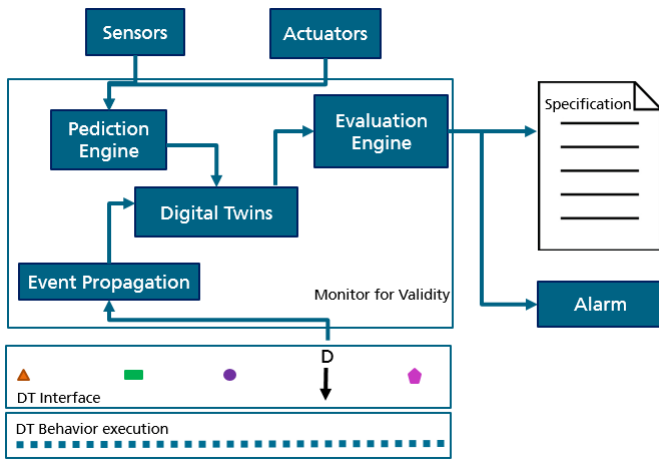 Sensors
Actuators
Pediction
Engine
Evaluation
Engine
Specification
Digital Twins
Event Propagation
Monitor for Validity
Alarm
D
DT Interface
DT Behavior execution